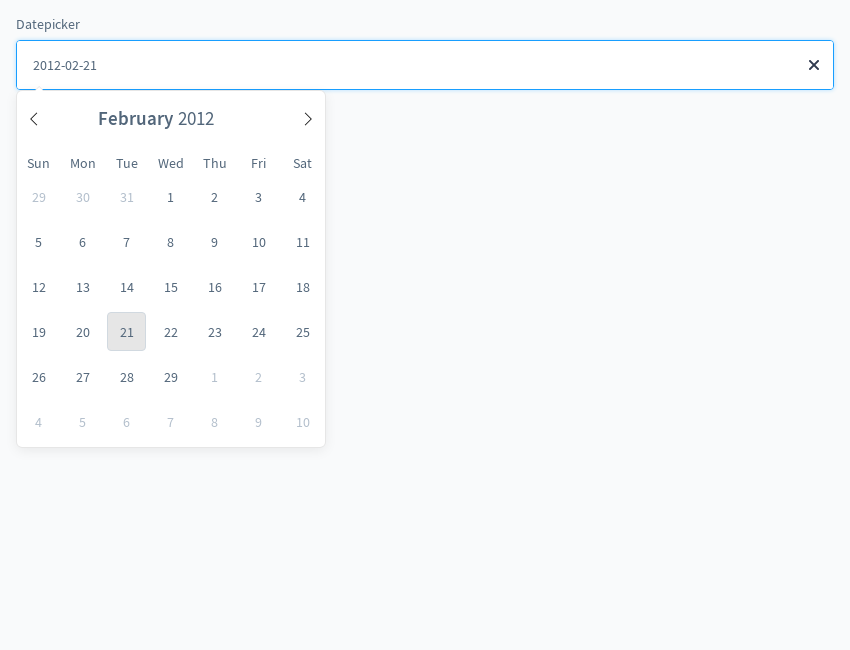 Datepicker
2012-02-21
February 2012
Sun Mon Tue Wed Thu Fri Sat
29 30 31 1 2 3 4
5 6 7 8 9 10 11
12 13 14 15 16 17 18
19 20 21 22 23 24 25
26 27 28 29 1 2 3
4 5 6 7 8 9 10